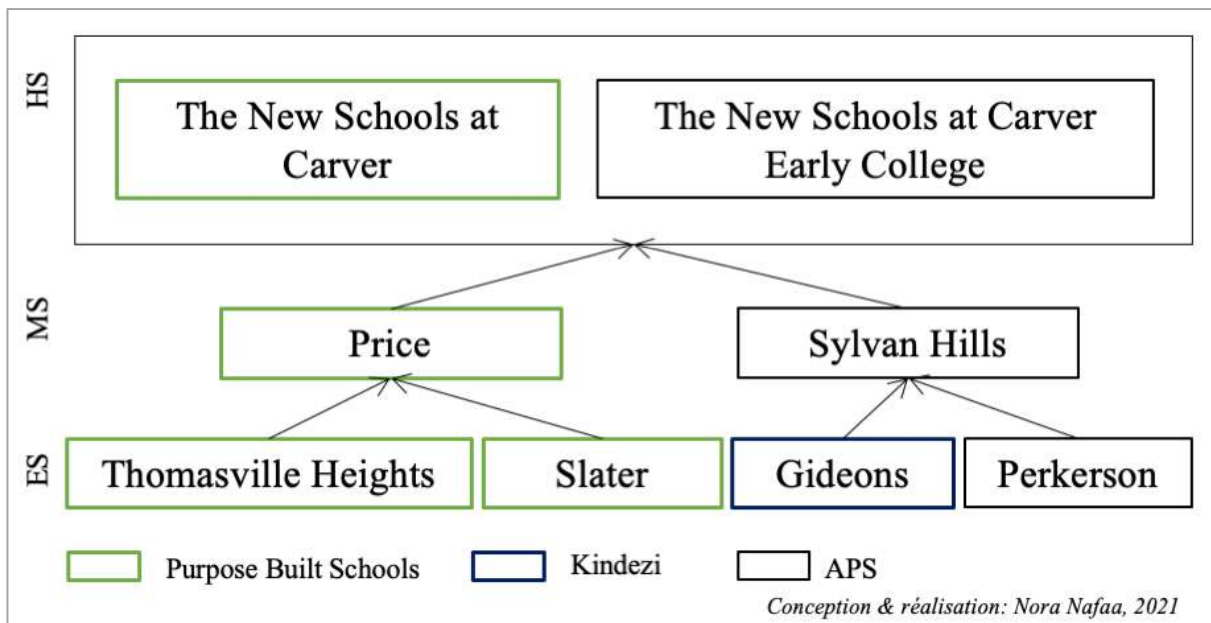 HS
The New Schools at
Carver
The New Schools at Carver
Early College
MS
Price
Sylvan Hills
ES
Thomasville Heights
Slater
Gideons
Perkerson
Purpose Built Schools
Kindezi
APS
Conception & réalisation: Nora Nafaa, 2021